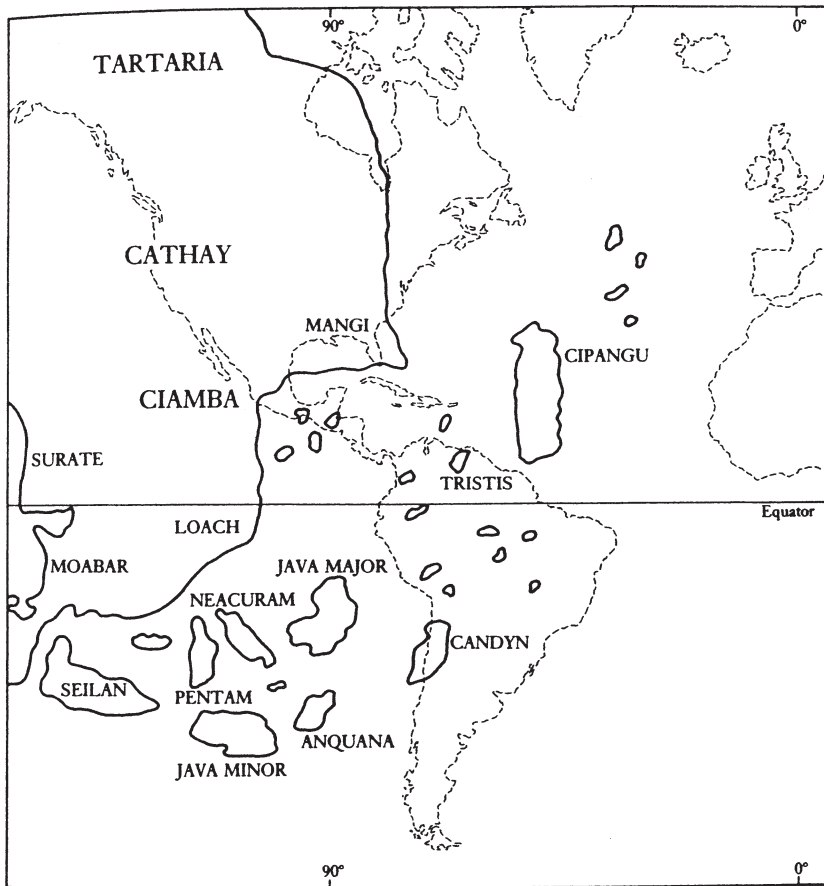 90°
0°
TARTARIA
CATHAY
MANGI
CIPANGU
CIAMBA
SURATE
TRISTIS
Equator
LOACH
MOABAR
JAVA MAJOR
NEACURAM
CANDYN
SEILAN
PENTAM
ANQUANA
JAVA MINOR
90°
0°